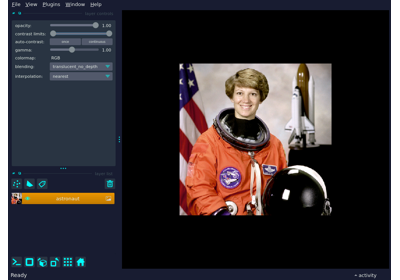 File View Plugins Window Help
opacity: 1.00
contrast limits:
auto-contrast: once continuous
gamma: 1.00
colormap: RGB
blending: translucent_no_depth
interpolation: nearest
astronaut
Ready
activity